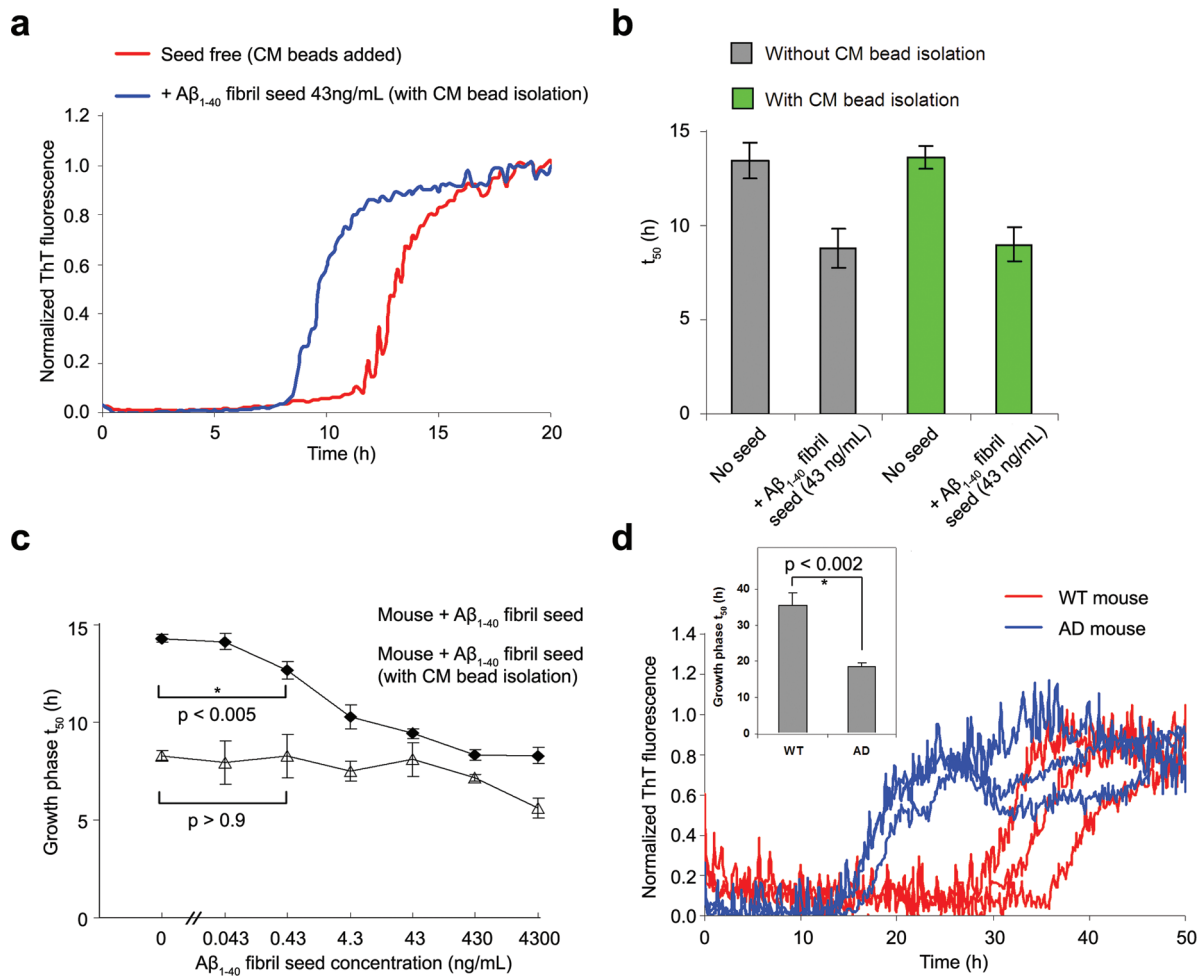 a
Seed free (CM beads added)
+ Aβ1-40 fibril seed 43ng/mL (with CM bead isolation)
Normalized ThT fluorescence
1.2
1.0
0.8
0.6
0.4
0.2
0.0
0 5 10 15 20
Time (h)
b
Without CM bead isolation
With CM bead isolation
t50 (h)
15
10
5
0
No seed
+ Aβ1-40 fibril
seed (43 ng/mL)
No seed
+ Aβ1-40 fibril
seed (43 ng/mL)
c
Mouse + Aβ1-40 fibril seed
Mouse + Aβ1-40 fibril seed
(with CM bead isolation)
Growth phase t50 (h)
15
10
5
0
*
p < 0.005
p > 0.9
0 0.043 0.43 4.3 43 430 4300
Aβ1-40 fibril seed concentration (ng/mL)
d
WT mouse
AD mouse
p < 0.002
*
Growth phase t50 (h)
40
30
20
10
0
WT AD
Normalized ThT fluorescence
1.4
1.2
1.0
0.8
0.6
0.4
0.2
0.0
0 10 20 30 40 50
Time (h)